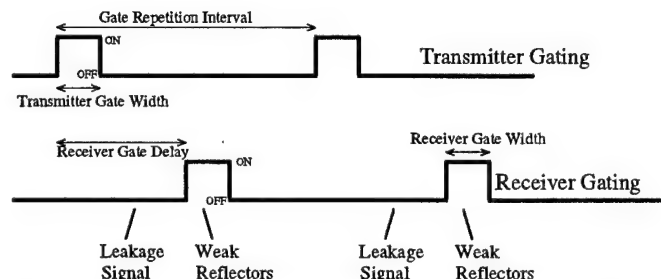 Gate Repetition Interval
ON
Transmitter Gating
OFF
Transmitter Gate Width
Receiver Gate Width
Receiver Gate Delay
ON
Receiver Gating
OFF
Leakage Signal
Weak Reflectors
Leakage Signal
Weak Reflectors